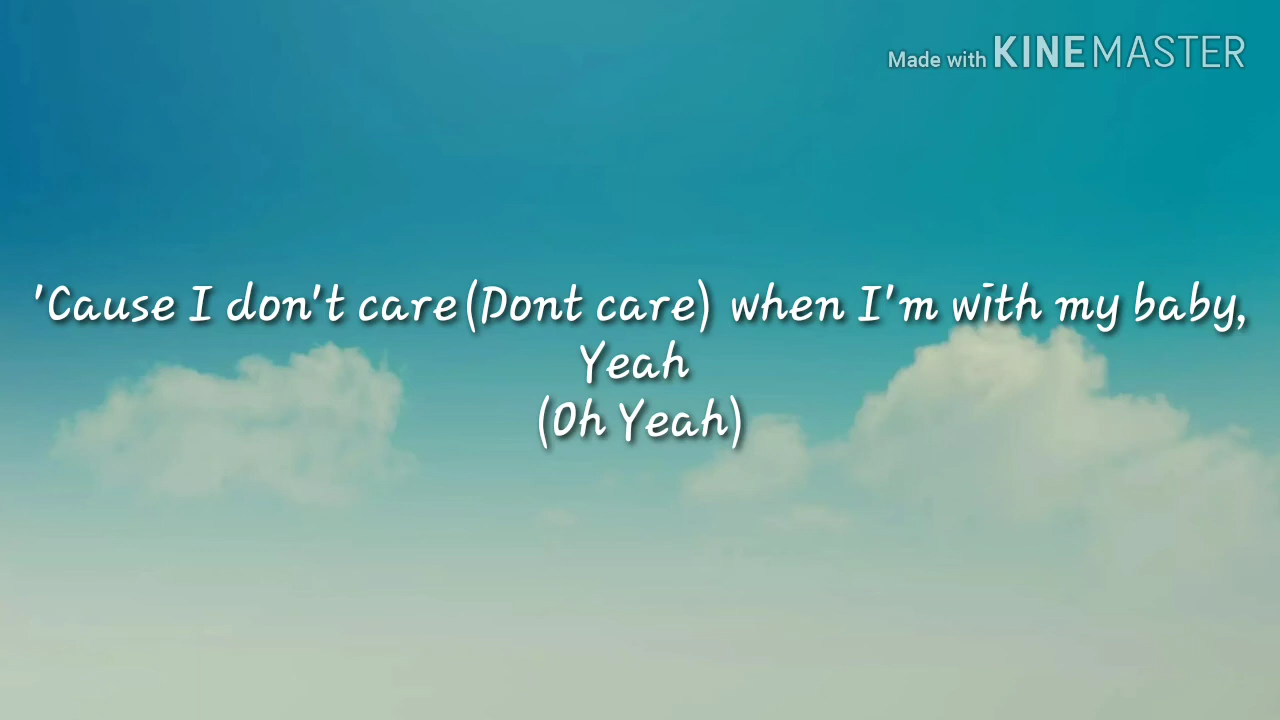 Made with KINEMASTER
'Cause I don't care(Dont care) when I'm with my baby,
Yeah
(Oh Yeah)